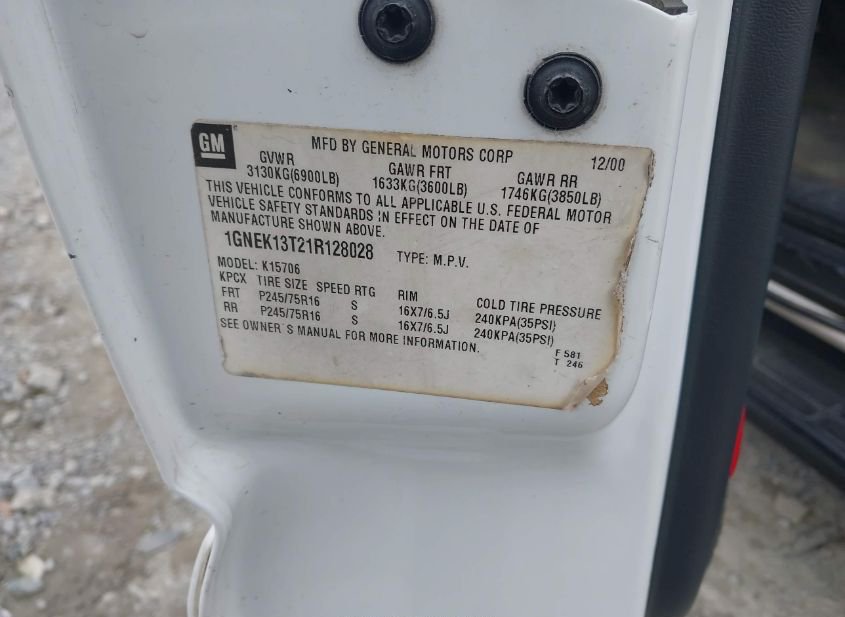 GM
MFD BY GENERAL MOTORS CORP 12/00
GVWR GAWR FRT GAWR RR
3130KG(6900LB) 1633KG(3600LB) 1746KG(3850LB)
THIS VEHICLE CONFORMS TO ALL APPLICABLE U.S. FEDERAL MOTOR
VEHICLE SAFETY STANDARDS IN EFFECT ON THE DATE OF
MANUFACTURE SHOWN ABOVE.
1GNEK13T21R128028 TYPE: M.P.V.
MODEL: K15706
KPCX TIRE SIZE SPEED RTG RIM COLD TIRE PRESSURE
FRT P245/75R16 S 16X7/6.5J 240KPA(35PSI)
RR P245/75R16 S 16X7/6.5J 240KPA(35PSI)
SEE OWNER'S MANUAL FOR MORE INFORMATION.
F 581
T 246